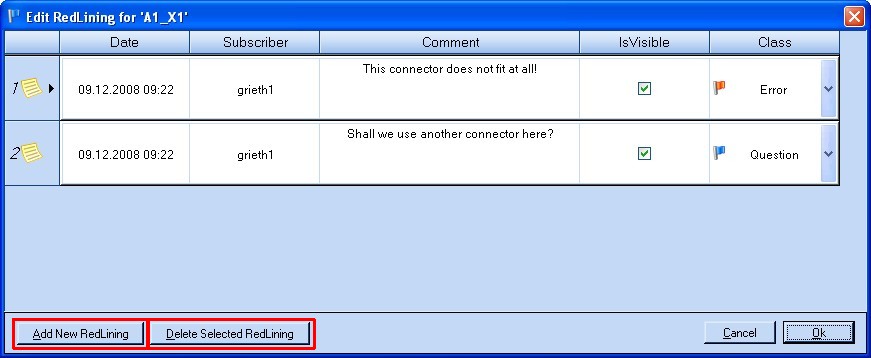 Edit RedLining for 'A1_X1'
Date Subscriber Comment IsVisible Class
1 09.12.2008 09:22 grieth1 This connector does not fit at all! Error
2 09.12.2008 09:22 grieth1 Shall we use another connector here? Question
Add New RedLining Delete Selected RedLining Cancel Ok